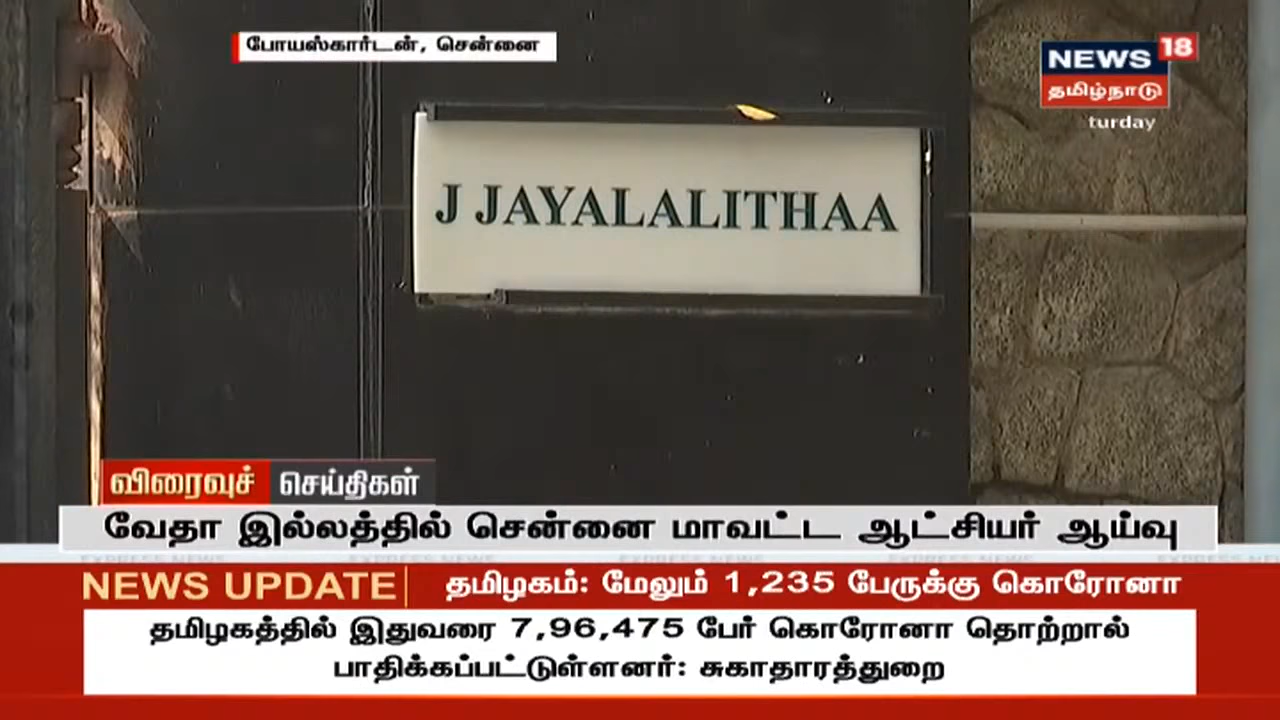 போயஸ்கார்டன், சென்னை
NEWS 18
தமிழ்நாடு
turday
J JAYALALITHAA
விரைவுச் செய்திகள்
வேதா இல்லத்தில் சென்னை மாவட்ட ஆட்சியர் ஆய்வு
NEWS UPDATE தமிழகம்: மேலும் 1,235 பேருக்கு கொரோனா
தமிழகத்தில் இதுவரை 7,96,475 பேர் கொரோனா தொற்றால்
பாதிக்கப்பட்டுள்ளனர்: சுகாதாரத்துறை